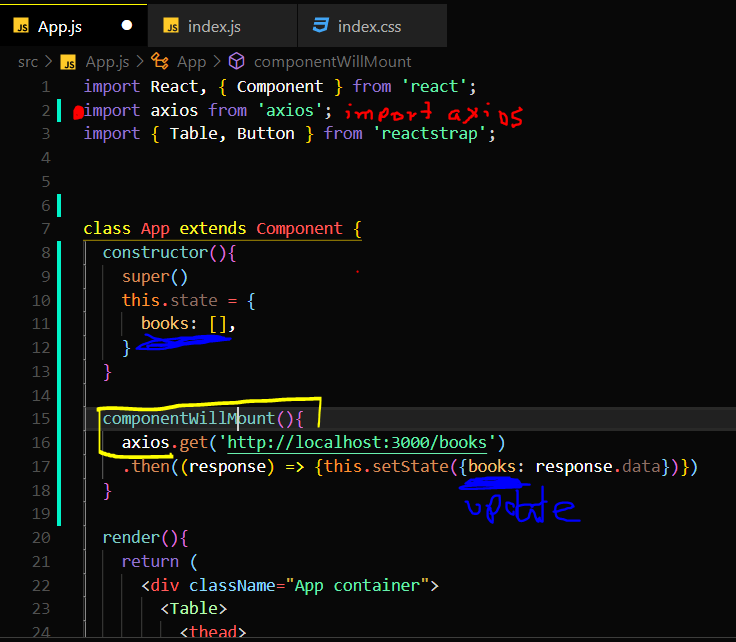 JS App.js ● JS index.js index.css
src > JS App.js > App > componentWillMount
1 import React, { Component } from 'react';
2 import axios from 'axios'; import axios
3 import { Table, Button } from 'reactstrap';
4
5
6
7 class App extends Component {
8 constructor(){
9 super()
10 this.state = {
11 books: [],
12 }
13 }
14
15 componentWillMount(){
16 axios.get('http://localhost:3000/books')
17 .then((response) => {this.setState({books: response.data})})
18 }
update
19
20 render(){
21 return (
22 <div className="App container">
23 <Table>
24 <thead>